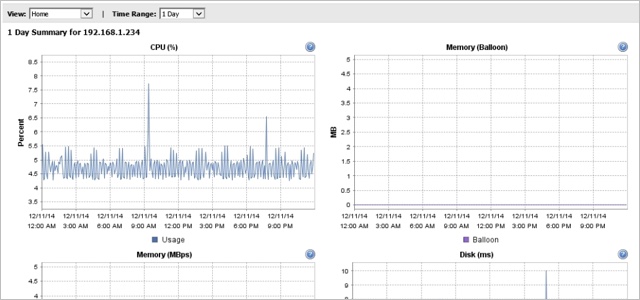 View: Home | Time Range: 1 Day
1 Day Summary for 192.168.1.234
CPU (%)
8.5
8
7.5
7
6.5
6
5.5
5
4.5
4
3.5
Percent
12/11/14 12/11/14 12/11/14 12/11/14 12/11/14 12/11/14 12/11/14 12/11/14
12:00 AM 3:00 AM 6:00 AM 9:00 AM 12:00 PM 3:00 PM 6:00 PM 9:00 PM
Usage
Memory (Balloon)
5
4.5
4
3.5
3
2.5
2
1.5
1
0.5
0
MB
12/11/14 12/11/14 12/11/14 12/11/14 12/11/14 12/11/14 12/11/14 12/11/14
12:00 AM 3:00 AM 6:00 AM 9:00 AM 12:00 PM 3:00 PM 6:00 PM 9:00 PM
Balloon
Memory (MBps)
5
4.5
4
Disk (ms)
10
9
8